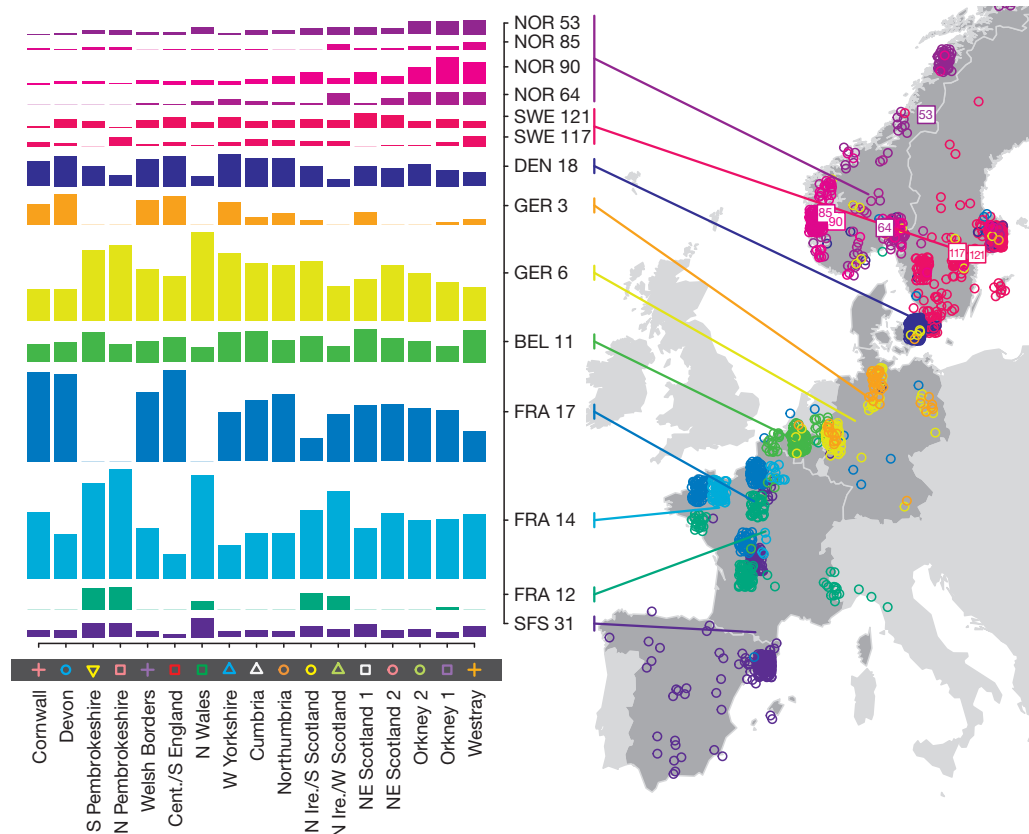 NOR 53
NOR 85
NOR 90
NOR 64
SWE 121
SWE 117
DEN 18
GER 3
GER 6
BEL 11
FRA 17
FRA 14
FRA 12
SFS 31
Cornwall
Devon
S Pembrokeshire
N Pembrokeshire
Welsh Borders
Cent./S England
N Wales
W Yorkshire
Cumbria
Northumbria
N Ire./S Scotland
N Ire./W Scotland
NE Scotland 1
NE Scotland 2
Orkney 2
Orkney 1
Westray
53
85
90
64
117
121